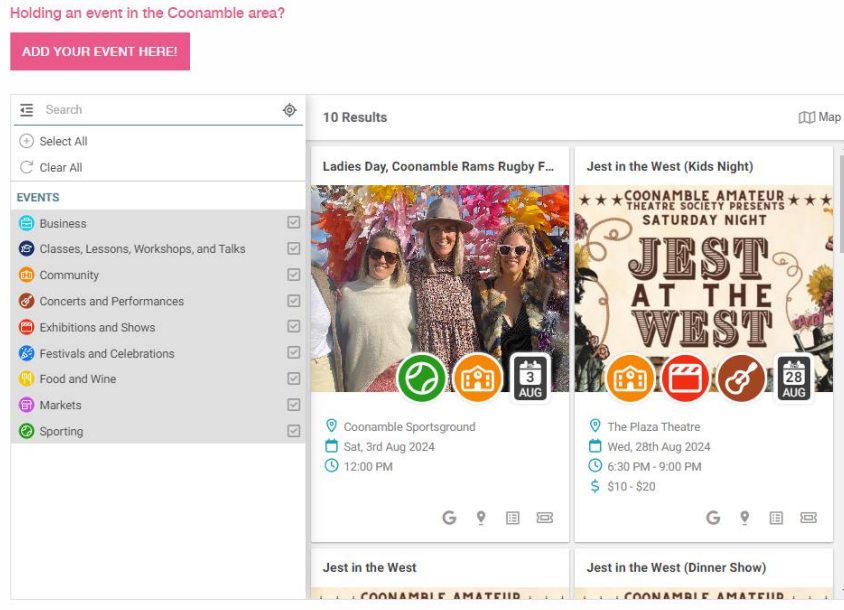 Holding an event in the Coonamble area?
ADD YOUR EVENT HERE!
Search
Select All
Clear All
EVENTS
Business
Classes, Lessons, Workshops, and Talks
Community
Concerts and Performances
Exhibitions and Shows
Festivals and Celebrations
Food and Wine
Markets
Sporting
10 Results
Map
Ladies Day, Coonamble Rams Rugby F...
3
AUG
Coonamble Sportsground
Sat, 3rd Aug 2024
12:00 PM
G
Jest in the West (Kids Night)
COONAMBLE AMATEUR
THEATRE SOCIETY PRESENTS
SATURDAY NIGHT
JEST
AT THE
WEST
28
AUG
The Plaza Theatre
Wed, 28th Aug 2024
6:30 PM - 9:00 PM
$ $10 - $20
G
Jest in the West
COONAMBLE AMATEUR
Jest in the West (Dinner Show)
COONAMBLE AMATEUR